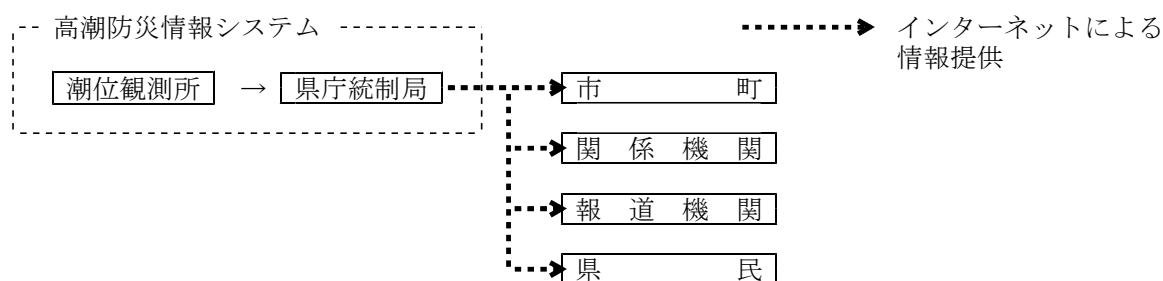 高潮防災情報システム
インターネットによる
情報提供
潮位観測所 → 県庁統制局
市町
関係機関
報道機関
県民